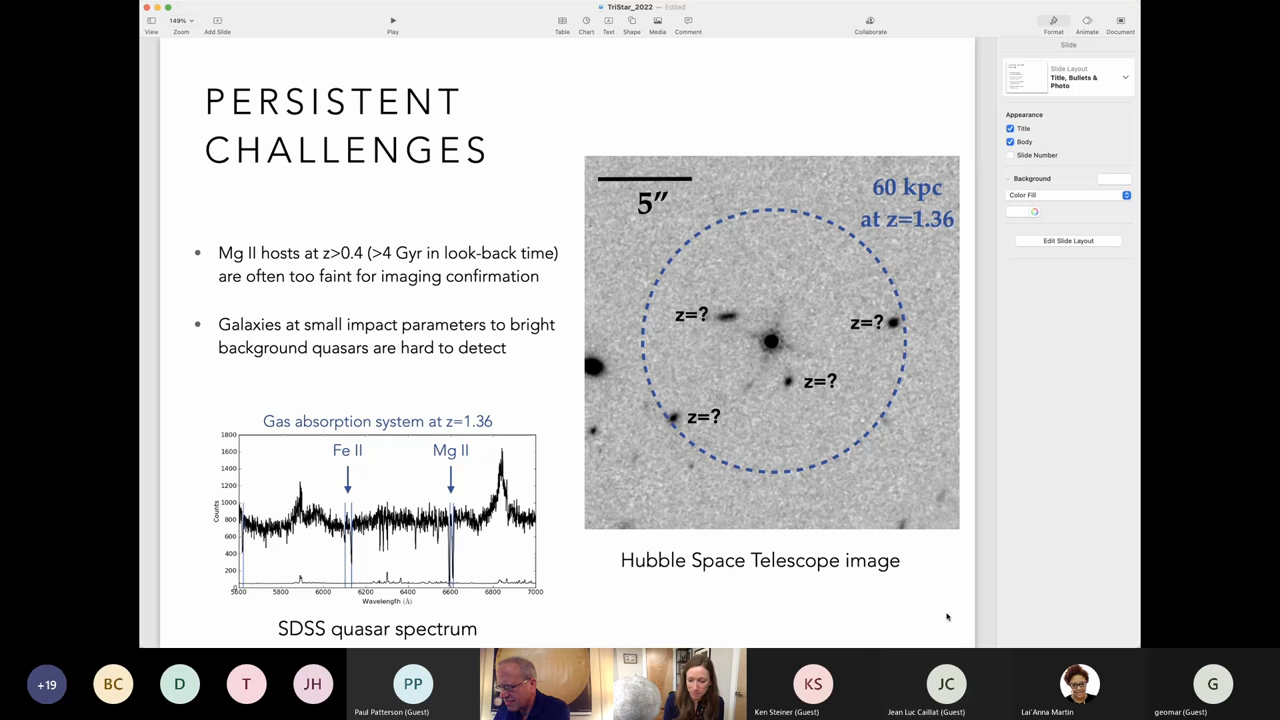 TriStar_2022 — Edited
149%
View
Zoom
Add Slide
Play
Table
Chart
Text
Shape
Media
Comment
Collaborate
Format
Animate
Document
Slide
Slide Layout
Title, Bullets &
Photo
Appearance
Title
Body
Slide Number
Background
Color Fill
Edit Slide Layout
PERSISTENT
CHALLENGES
• Mg II hosts at z>0.4 (>4 Gyr in look-back time)
are often too faint for imaging confirmation
• Galaxies at small impact parameters to bright
background quasars are hard to detect
Gas absorption system at z=1.36
Fe II
Mg II
1800
1600
1400
1200
1000
800
600
400
200
0
Counts
5600
5800
6000
6200
6400
6600
6800
7000
Wavelength (Å)
SDSS quasar spectrum
5″
60 kpc
at z=1.36
z=?
z=?
z=?
z=?
Hubble Space Telescope image
+19
BC
D
T
JH
PP
Paul Patterson (Guest)
KS
Ken Steiner (Guest)
JC
Jean Luc Caillat (Guest)
Lai'Anna Martin
G
geomar (Guest)